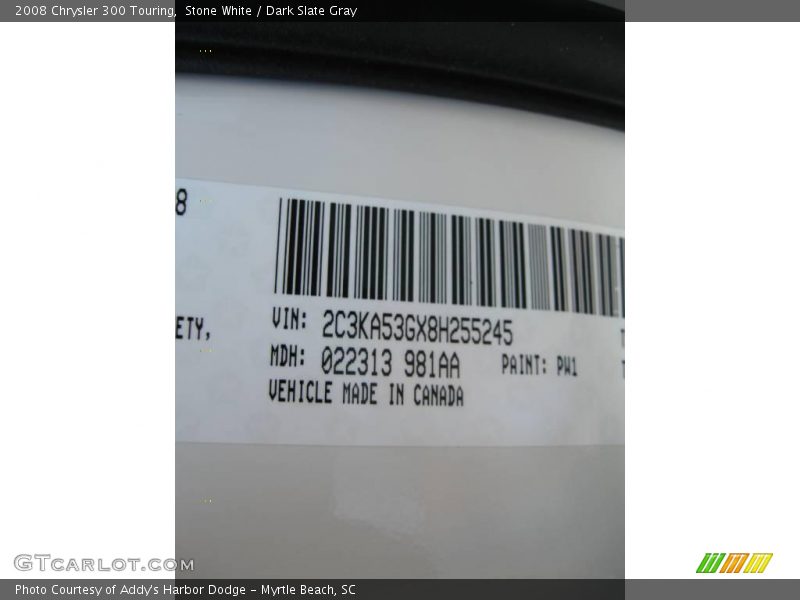 2008 Chrysler 300 Touring,  Stone White / Dark Slate Gray
8
ETY,
VIN: 2C3KA53GX8H255245
MDH: 022313 981AA PAINT: PW1
VEHICLE MADE IN CANADA
GTCARLOT.COM
Photo Courtesy of Addy's Harbor Dodge - Myrtle Beach, SC